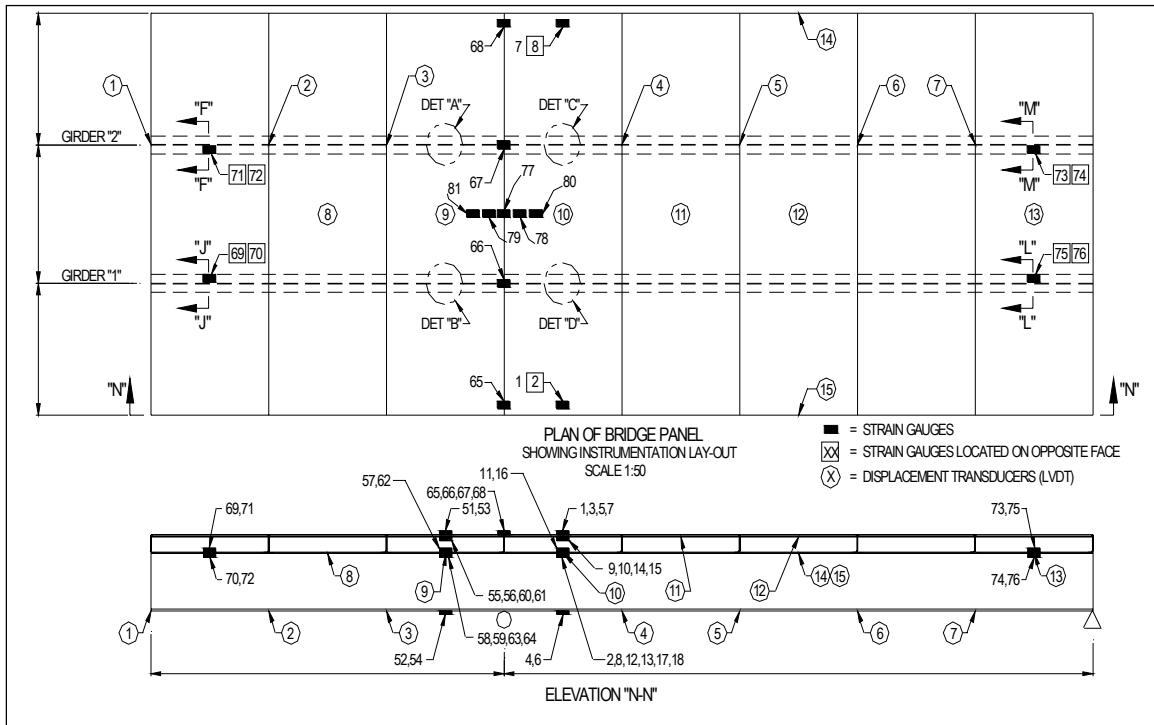 68
7 8
14
1
2
3
4
5
6
7
"F"
DET "A"
DET "C"
"M"
GIRDER "2"
67
77
71 72
73 74
"F"
"M"
81
80
8
9
10
11
12
13
79
78
66
"J"
69 70
"L"
75 76
GIRDER "1"
"J"
DET "B"
DET "D"
"L"
"N"
65
1 2
15
"N"
PLAN OF BRIDGE PANEL
SHOWING INSTRUMENTATION LAY-OUT
SCALE 1:50
= STRAIN GAUGES
XX = STRAIN GAUGES LOCATED ON OPPOSITE FACE
X = DISPLACEMENT TRANSDUCERS (LVDT)
57,62
65,66,67,68
51,53
11,16
1,3,5,7
69,71
73,75
70,72
8
9
55,56,60,61
9,10,14,15
10
11
12
14 15
74,76
13
1
2
3
58,59,63,64
52,54
4,6
2,8,12,13,17,18
4
5
6
7
ELEVATION "N-N"